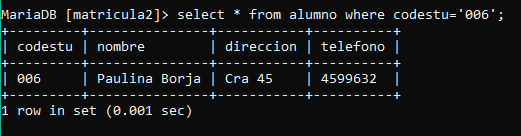 MariaDB [matricula2]> select * from alumno where codestu='006';
+---------+---------------+-----------+----------+
| codestu | nombre        | direccion | telefono |
+---------+---------------+-----------+----------+
| 006     | Paulina Borja | Cra 45    | 4599632  |
+---------+---------------+-----------+----------+
1 row in set (0.001 sec)